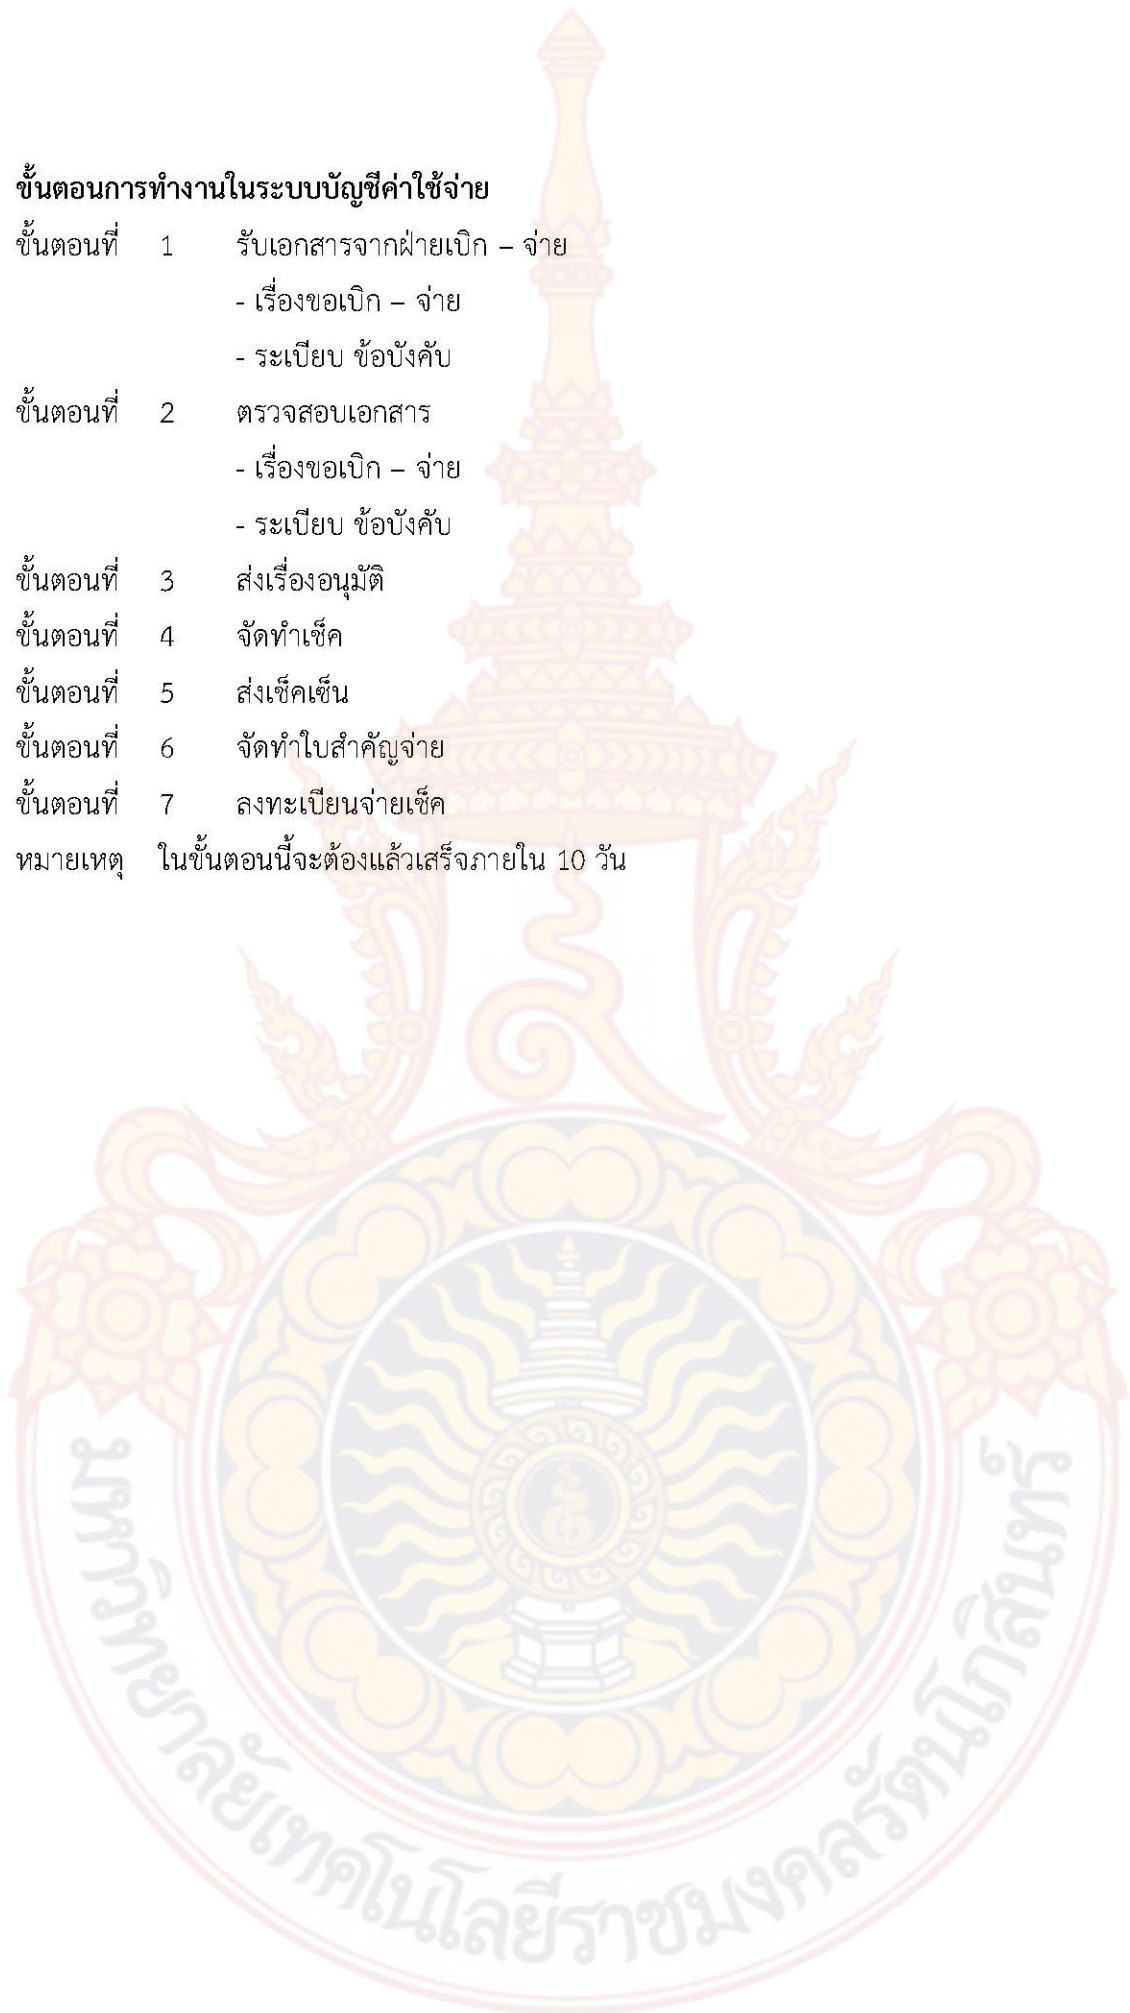 ขั้นตอนการทำงานในระบบบัญชีค่าใช้จ่าย
ขั้นตอนที่ 1 รับเอกสารจากฝ่ายเบิก – จ่าย
- เรื่องขอเบิก – จ่าย
- ระเบียบ ข้อบังคับ
ขั้นตอนที่ 2 ตรวจสอบเอกสาร
- เรื่องขอเบิก – จ่าย
- ระเบียบ ข้อบังคับ
ขั้นตอนที่ 3 ส่งเรื่องอนุมัติ
ขั้นตอนที่ 4 จัดทำเช็ค
ขั้นตอนที่ 5 ส่งเช็คเซ็น
ขั้นตอนที่ 6 จัดทำใบสำคัญจ่าย
ขั้นตอนที่ 7 ลงทะเบียนจ่ายเช็ค
หมายเหตุ ในขั้นตอนนี้จะต้องแล้วเสร็จภายใน 10 วัน
มหาวิทยาลัยเทคโนโลยีราชมงคลรัตนโกสินทร์